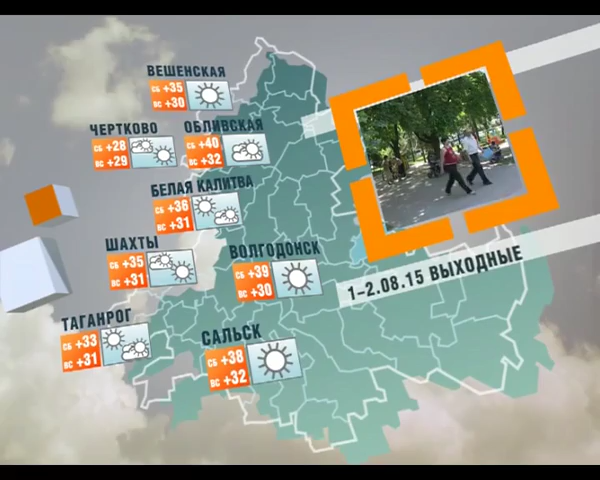 ВЕШЕНСКАЯ
СБ +35
ВС +30
ЧЕРТКОВО
СБ +28
ВС +29
ОБЛИВСКАЯ
СБ +40
ВС +32
БЕЛАЯ КАЛИТВА
СБ +36
ВС +31
ШАХТЫ
СБ +35
ВС +31
ВОЛГОДОНСК
СБ +39
ВС +30
1-2.08.15 ВЫХОДНЫЕ
ТАГАНРОГ
СБ +33
ВС +31
САЛЬСК
СБ +38
ВС +32